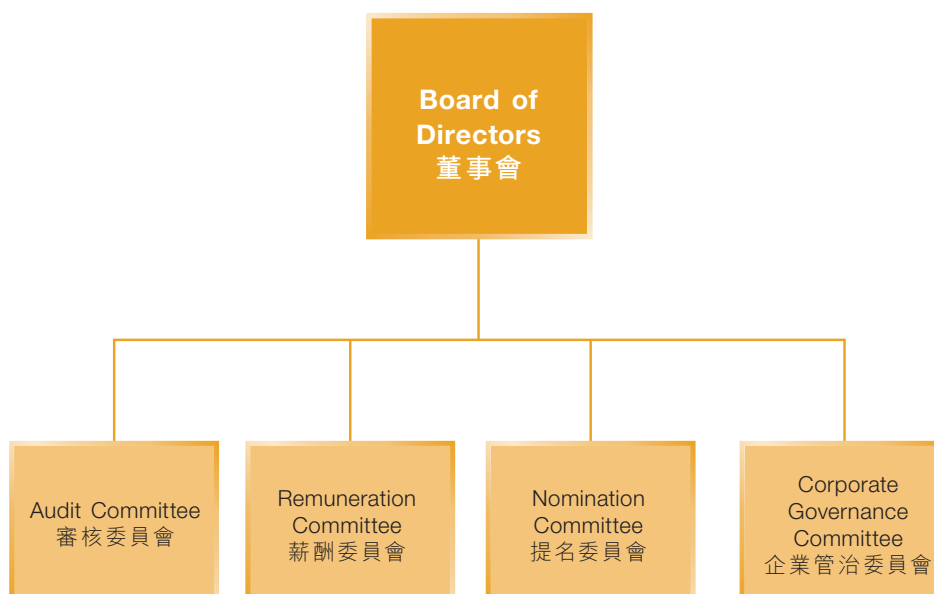 Board of
Directors
董事會
Audit Committee
審核委員會
Remuneration
Committee
薪酬委員會
Nomination
Committee
提名委員會
Corporate
Governance
Committee
企業管治委員會